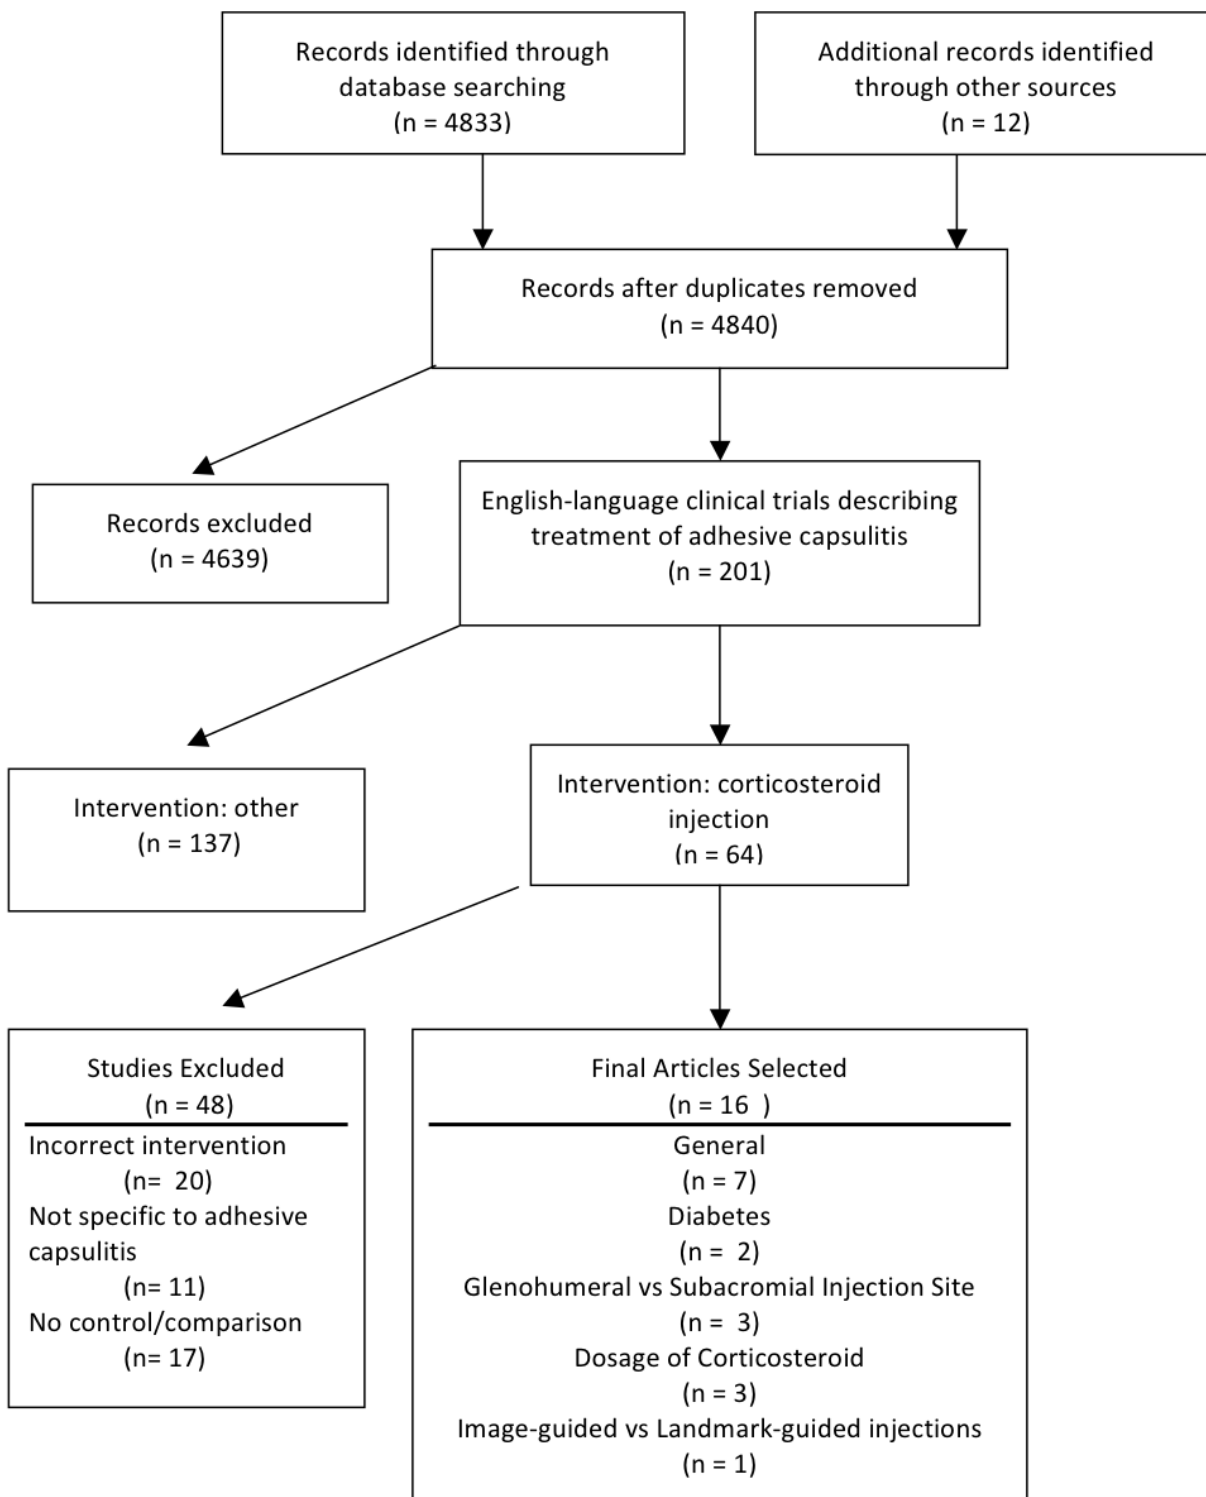 Records identified through
database searching
(n = 4833)
Additional records identified
through other sources
(n = 12)
Records after duplicates removed
(n = 4840)
Records excluded
(n = 4639)
English-language clinical trials describing
treatment of adhesive capsulitis
(n = 201)
Intervention: other
(n = 137)
Intervention: corticosteroid
injection
(n = 64)
Studies Excluded
(n = 48)
Incorrect intervention
(n= 20)
Not specific to adhesive
capsulitis
(n= 11)
No control/comparison
(n= 17)
Final Articles Selected
(n = 16 )
General
(n = 7)
Diabetes
(n = 2)
Glenohumeral vs Subacromial Injection Site
(n = 3)
Dosage of Corticosteroid
(n = 3)
Image-guided vs Landmark-guided injections
(n = 1)